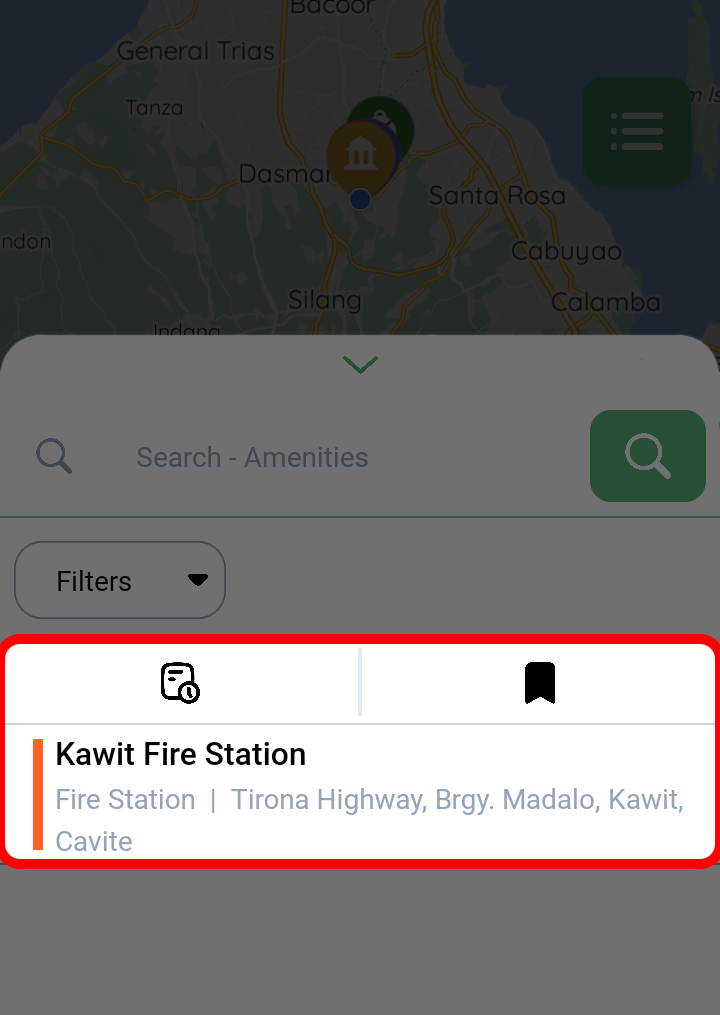 Bacoor
General Trias
Tanza
m Is
Dasmar
Santa Rosa
ndon
Cabuyao
Silang
Calamba
Indang
Search - Amenities
Filters
Kawit Fire Station
Fire Station | Tirona Highway, Brgy. Madalo, Kawit,
Cavite